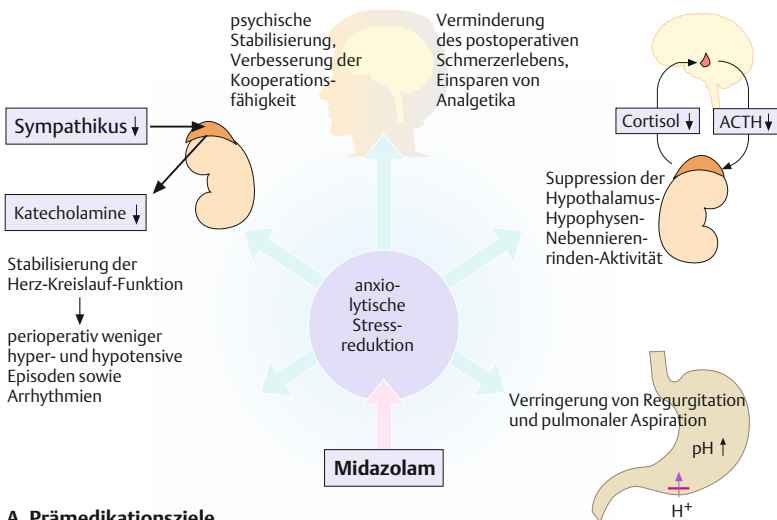 psychische
Stabilisierung,
Verbesserung der
Kooperations-
fähigkeit
Verminderung
des postoperativen
Schmerzerlebens,
Einsparen von
Analgetika
Sympathikus ↓
Katecholamine ↓
Stabilisierung der
Herz-Kreislauf-Funktion
perioperativ weniger
hyper- und hypotensive
Episoden sowie
Arrhythmien
Cortisol ↓
ACTH ↓
Suppression der
Hypothalamus-
Hypophysen-
Nebennieren-
rinden-Aktivität
anxio-
lytische
Stress-
reduktion
Midazolam
Verringerung von Regurgitation
und pulmonaler Aspiration
pH ↑
H⁺
A. Prämedikationsziele